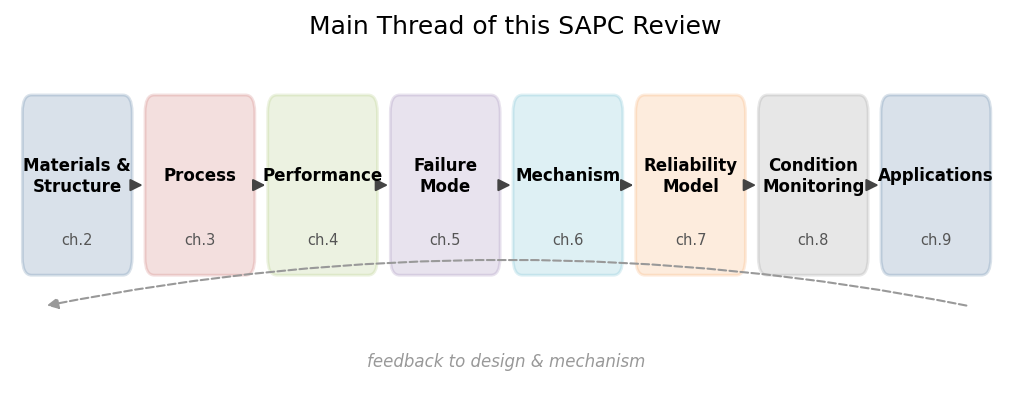 Main Thread of this SAPC Review
Materials &
Structure
ch.2
Process
ch.3
Performance
ch.4
Failure
Mode
ch.5
Mechanism
ch.6
Reliability
Model
ch.7
Condition
Monitoring
ch.8
Applications
ch.9
feedback to design & mechanism